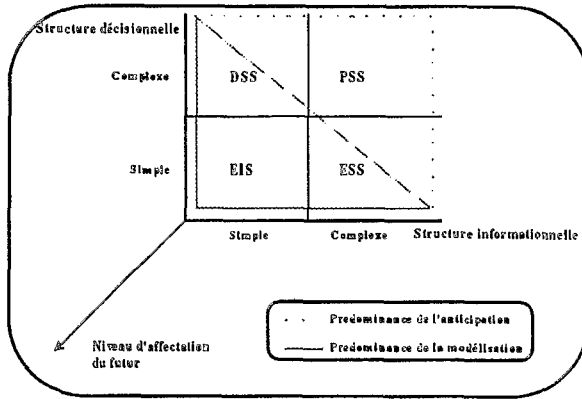 Structure décisionnelle
Complexe
DSS
PSS
Simple
EIS
ESS
Simple
Complexe
Structure informationnelle
Niveau d'affectation
du futur
Predominance de l'anticipation
Predominance de la modélisation